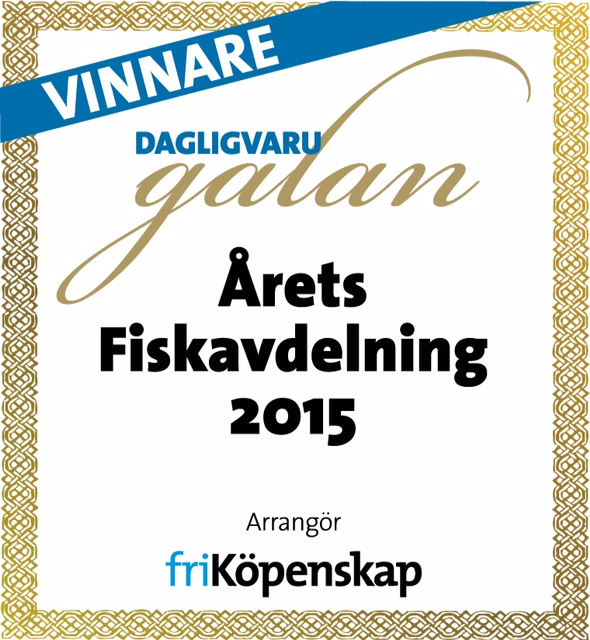 VINNARE
DAGLIGVARU
galan
Årets
Fiskavdelning
2015
Arrangör
friKöpenskap